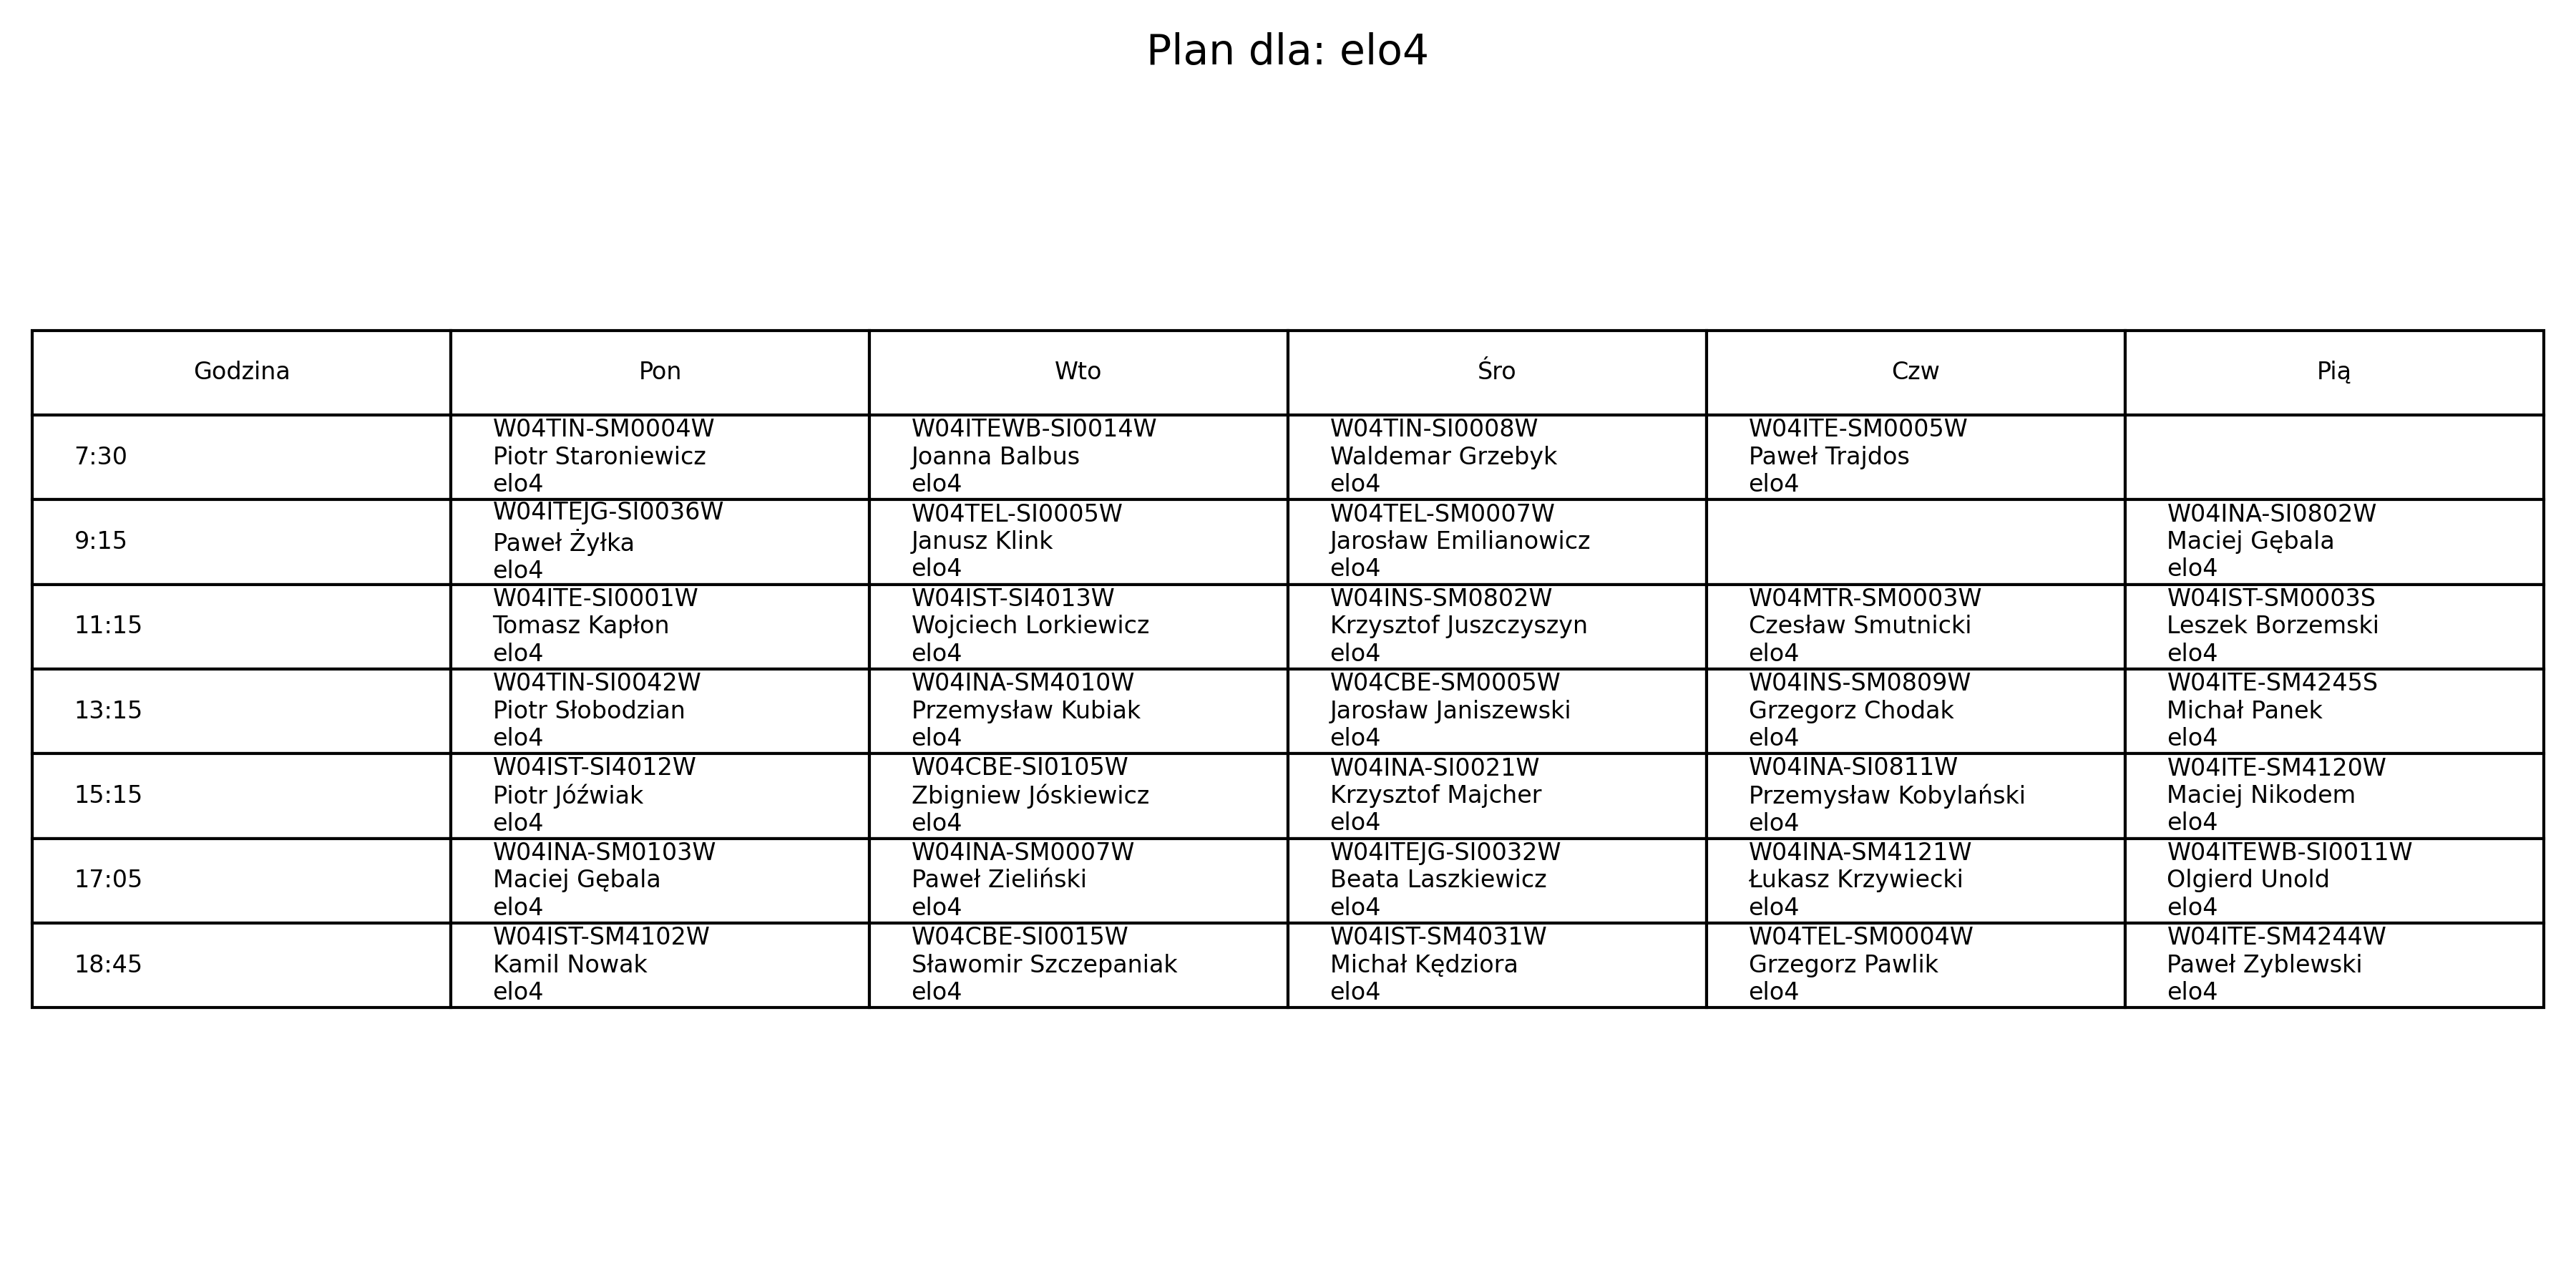 Plan dla: elo4
Godzina Pon Wto Śro Czw Pią
7:30
W04TIN-SM0004W
Piotr Staroniewicz
elo4
W04ITEWB-SI0014W
Joanna Balbus
elo4
W04TIN-SI0008W
Waldemar Grzebyk
elo4
W04ITE-SM0005W
Paweł Trajdos
elo4
9:15
W04ITEJG-SI0036W
Paweł Żyłka
elo4
W04TEL-SI0005W
Janusz Klink
elo4
W04TEL-SM0007W
Jarosław Emilianowicz
elo4
W04INA-SI0802W
Maciej Gębala
elo4
11:15
W04ITE-SI0001W
Tomasz Kapłon
elo4
W04IST-SI4013W
Wojciech Lorkiewicz
elo4
W04INS-SM0802W
Krzysztof Juszczyszyn
elo4
W04MTR-SM0003W
Czesław Smutnicki
elo4
W04IST-SM0003S
Leszek Borzemski
elo4
13:15
W04TIN-SI0042W
Piotr Słobodzian
elo4
W04INA-SM4010W
Przemysław Kubiak
elo4
W04CBE-SM0005W
Jarosław Janiszewski
elo4
W04INS-SM0809W
Grzegorz Chodak
elo4
W04ITE-SM4245S
Michał Panek
elo4
15:15
W04IST-SI4012W
Piotr Jóźwiak
elo4
W04CBE-SI0105W
Zbigniew Jóskiewicz
elo4
W04INA-SI0021W
Krzysztof Majcher
elo4
W04INA-SI0811W
Przemysław Kobylański
elo4
W04ITE-SM4120W
Maciej Nikodem
elo4
17:05
W04INA-SM0103W
Maciej Gębala
elo4
W04INA-SM0007W
Paweł Zieliński
elo4
W04ITEJG-SI0032W
Beata Laszkiewicz
elo4
W04INA-SM4121W
Łukasz Krzywiecki
elo4
W04ITEWB-SI0011W
Olgierd Unold
elo4
18:45
W04IST-SM4102W
Kamil Nowak
elo4
W04CBE-SI0015W
Sławomir Szczepaniak
elo4
W04IST-SM4031W
Michał Kędziora
elo4
W04TEL-SM0004W
Grzegorz Pawlik
elo4
W04ITE-SM4244W
Paweł Zyblewski
elo4